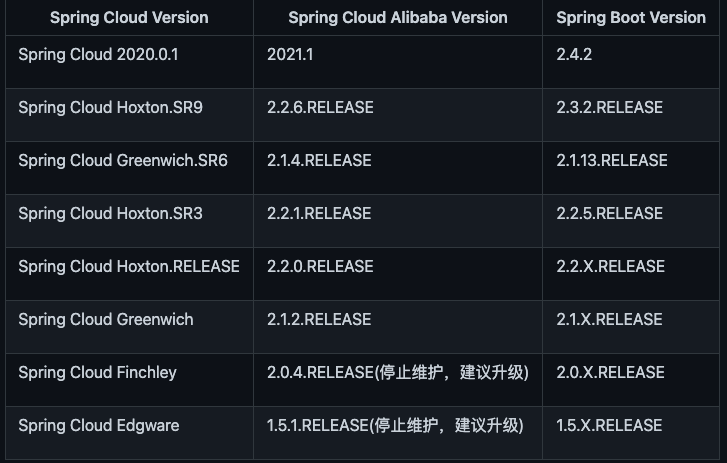 Spring Cloud Version Spring Cloud Alibaba Version Spring Boot Version
Spring Cloud 2020.0.1 2021.1 2.4.2
Spring Cloud Hoxton.SR9 2.2.6.RELEASE 2.3.2.RELEASE
Spring Cloud Greenwich.SR6 2.1.4.RELEASE 2.1.13.RELEASE
Spring Cloud Hoxton.SR3 2.2.1.RELEASE 2.2.5.RELEASE
Spring Cloud Hoxton.RELEASE 2.2.0.RELEASE 2.2.X.RELEASE
Spring Cloud Greenwich 2.1.2.RELEASE 2.1.X.RELEASE
Spring Cloud Finchley 2.0.4.RELEASE(停止维护，建议升级) 2.0.X.RELEASE
Spring Cloud Edgware 1.5.1.RELEASE(停止维护，建议升级) 1.5.X.RELEASE